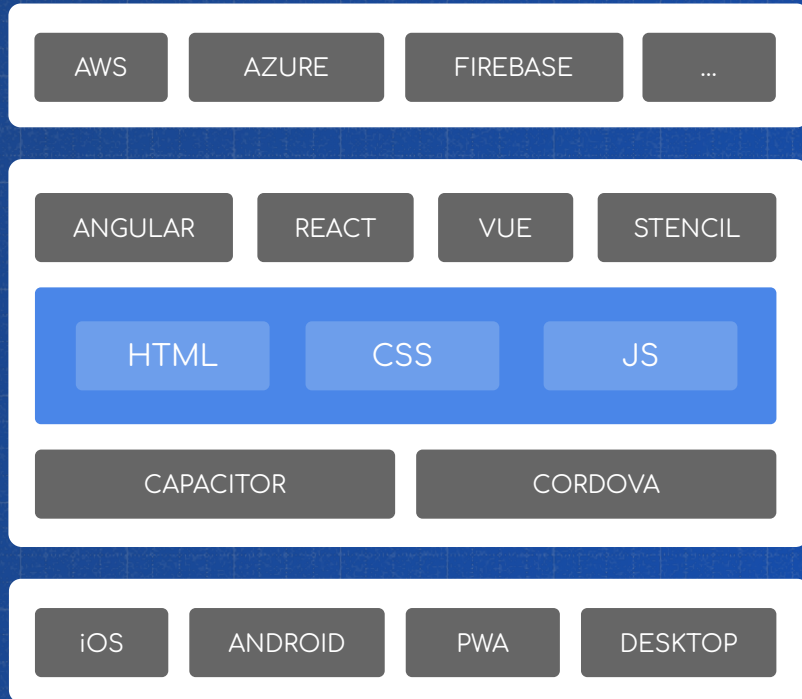 AWS AZURE FIREBASE ...
ANGULAR REACT VUE STENCIL
HTML CSS JS
CAPACITOR CORDOVA
iOS ANDROID PWA DESKTOP